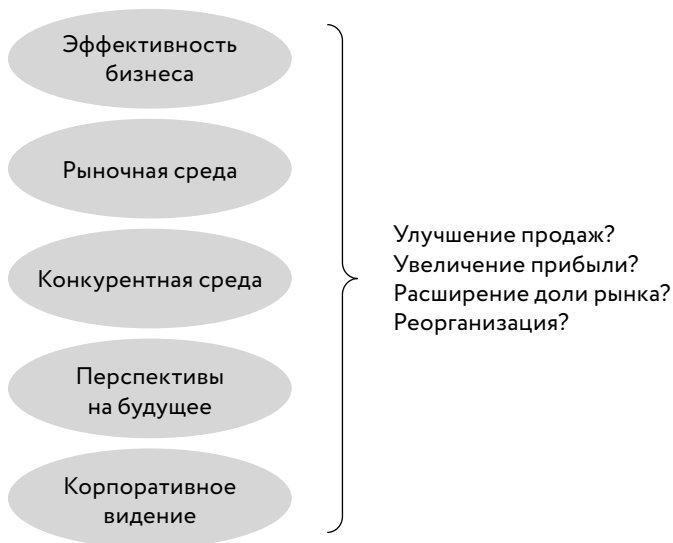 Эффективность
бизнеса
Рыночная среда
Конкурентная среда
Перспективы
на будущее
Корпоративное
видение
Улучшение продаж?
Увеличение прибыли?
Расширение доли рынка?
Реорганизация?